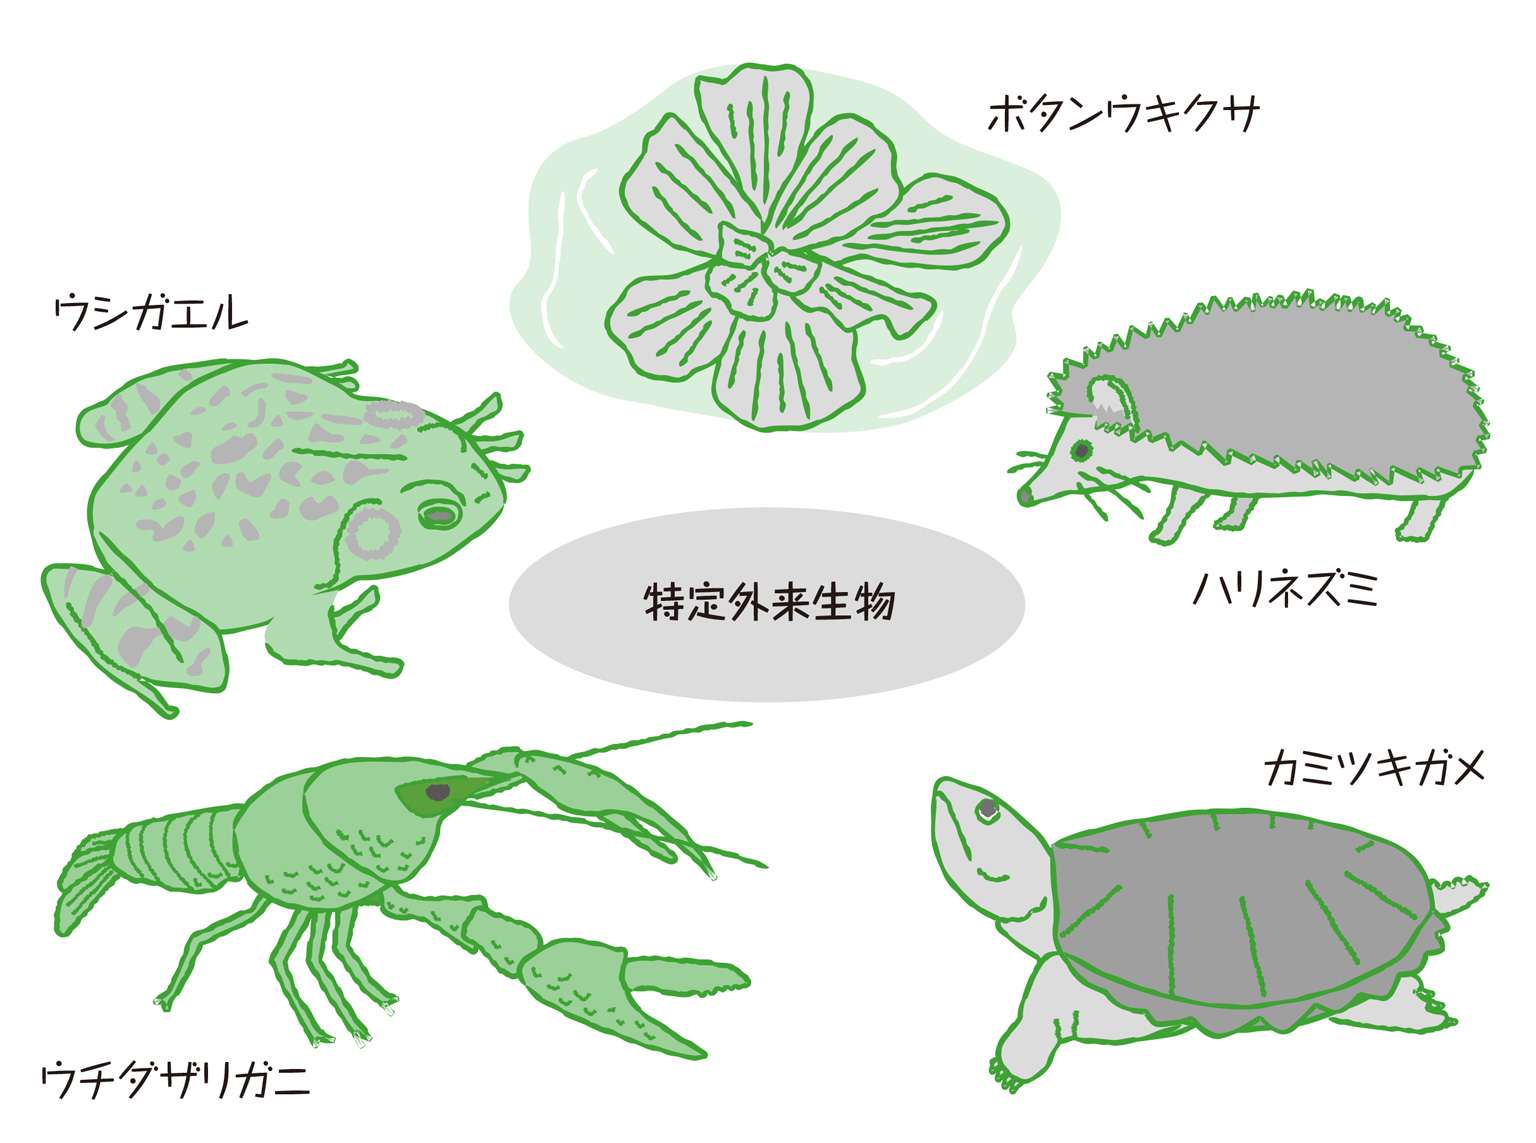 ボタンウキクサ
ウシガエル
特定外来生物
ハリネズミ
カミツキガメ
ウチダザリガニ